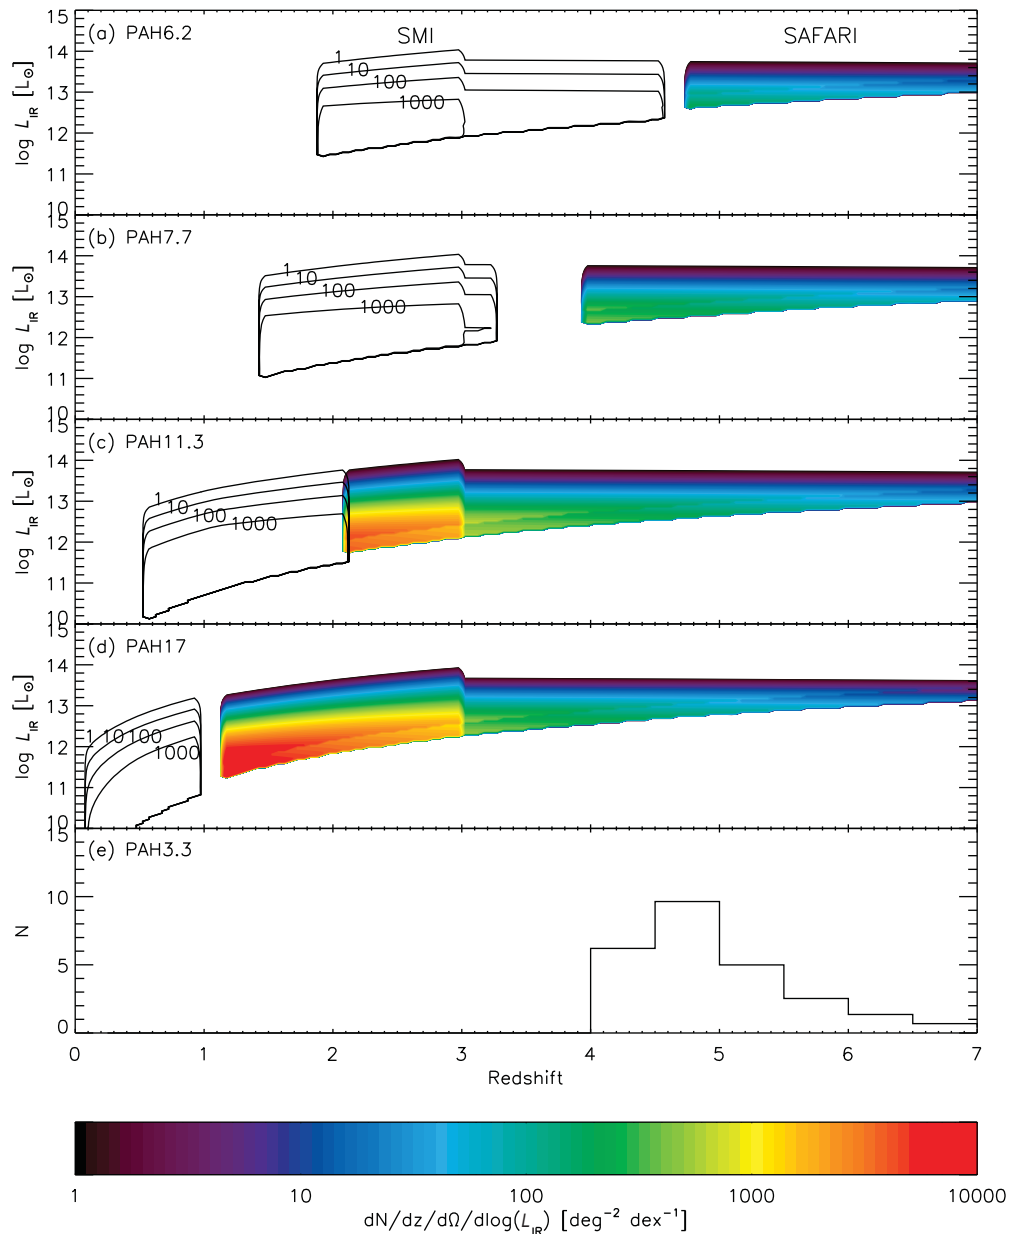 15
(a) PAH6.2
SMI
SAFARI
14
13
12
11
10
log L_IR [L⊙]
1
10
100
1000
15
(b) PAH7.7
14
13
12
11
10
log L_IR [L⊙]
1
10
100
1000
15
(c) PAH11.3
14
13
12
11
10
log L_IR [L⊙]
1
10
100
1000
15
(d) PAH17
14
13
12
11
10
log L_IR [L⊙]
1
10
100
1000
15
(e) PAH3.3
10
5
0
N
0 1 2 3 4 5 6 7
Redshift
1 10 100 1000 10000
dN/dz/dΩ/dlog(L_IR) [deg⁻² dex⁻¹]